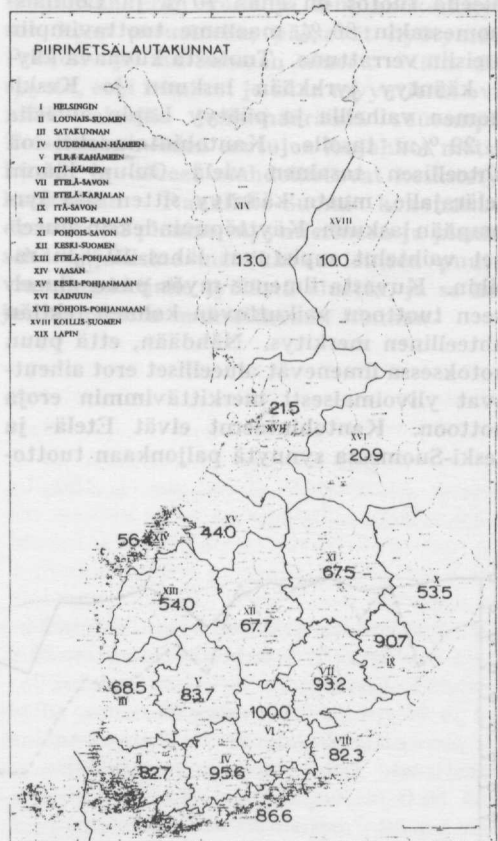 PIIRIMETSÄLAUTAKUNNAT
I HELSINGIN
II LOUNAIS-SUOMEN
III SATAKUNNAN
IV UUDENMAAN-HÄMEEN
V
VI ITÄ-HÄMEEN
VII ETELÄ-SAVON
VIII ETELÄ-KARJALAN
IX ITÄ-SAVON
X POHJOIS-KARJALAN
XI POHJOIS-SAVON
XII KESKI-SUOMEN
XIII ETELÄ-POHJANMAAN
XIV VAASAN
XV KESKI-POHJANMAAN
XVI KAINUUN
XVII POHJOIS-POHJANMAAN
XVIII KOILLIS-SUOMEN
XIX LAPIN
XVIII
13.0 10.0
21.5
XVII
XVI
20.9
XV
44.0
56.4
XIV
XI
67.5
X
53.5
XIII
54.0
XII
67.7
90.7
IX
VII
93.2
68.5
III
V
83.7
100.0
VI
VIII
82.3
II
82.7
IV
95.6
86.6